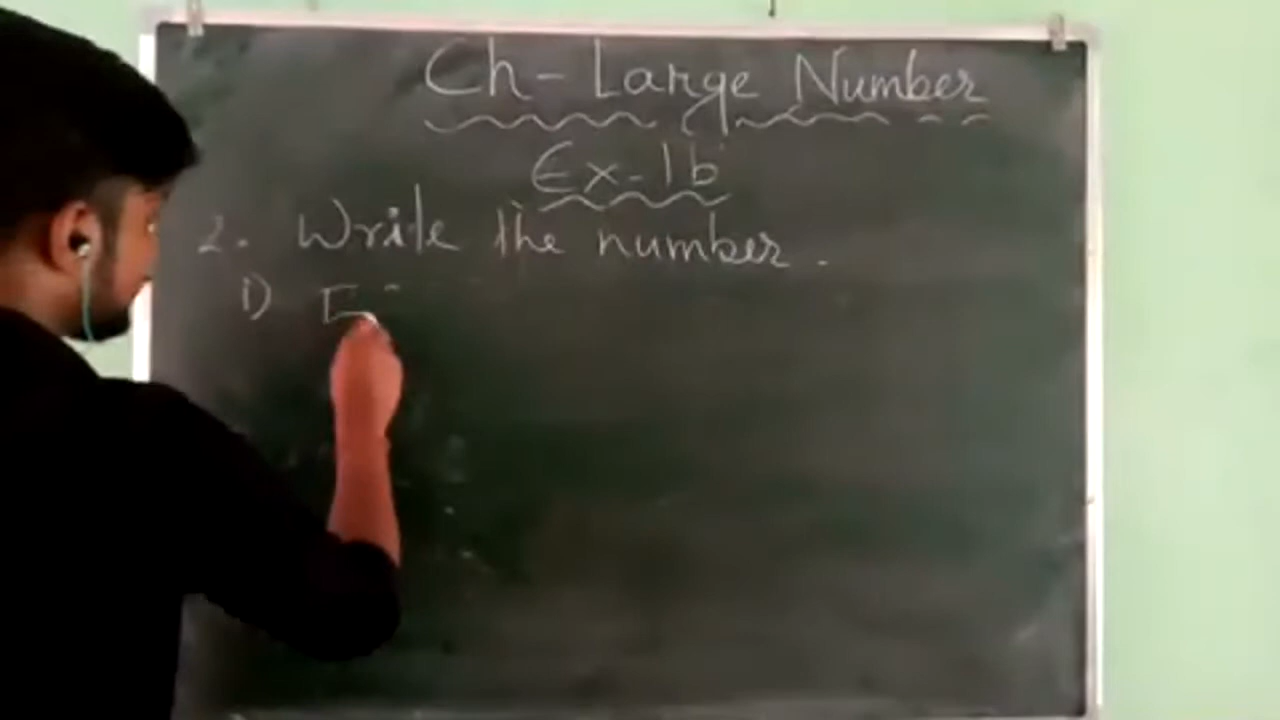 Ch - Large Number
Ex - 1b
2. Write the number.
1)